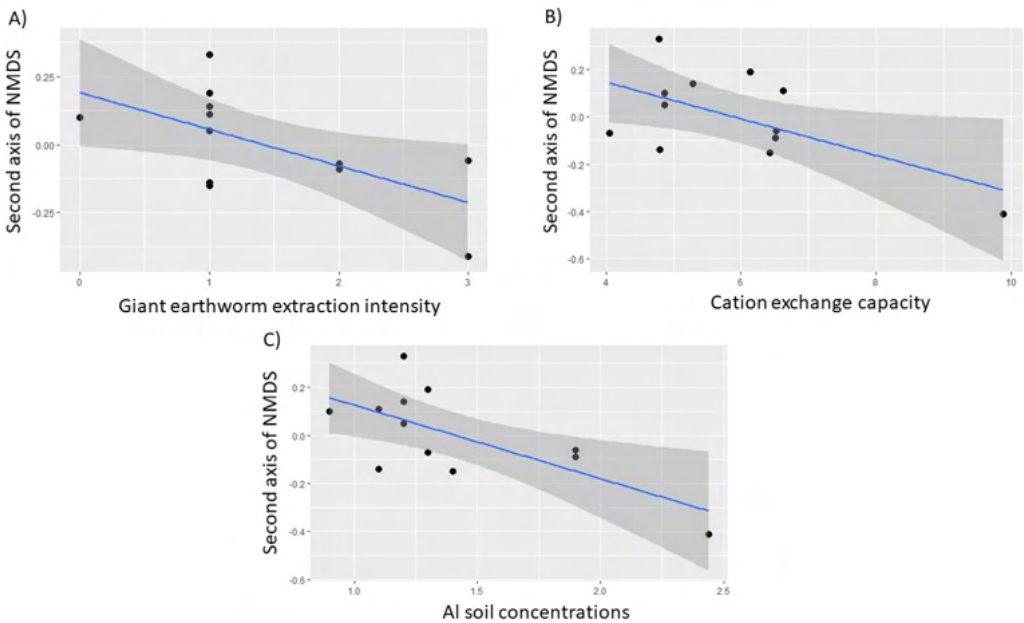 A)
Second axis of NMDS
0.25
0.00
-0.25
0
1
2
3
Giant earthworm extraction intensity
B)
Second axis of NMDS
0.2
0.0
-0.2
-0.4
-0.6
4
6
8
10
Cation exchange capacity
C)
Second axis of NMDS
0.2
0.0
-0.2
-0.4
-0.6
1.0
1.5
2.0
2.5
Al soil concentrations